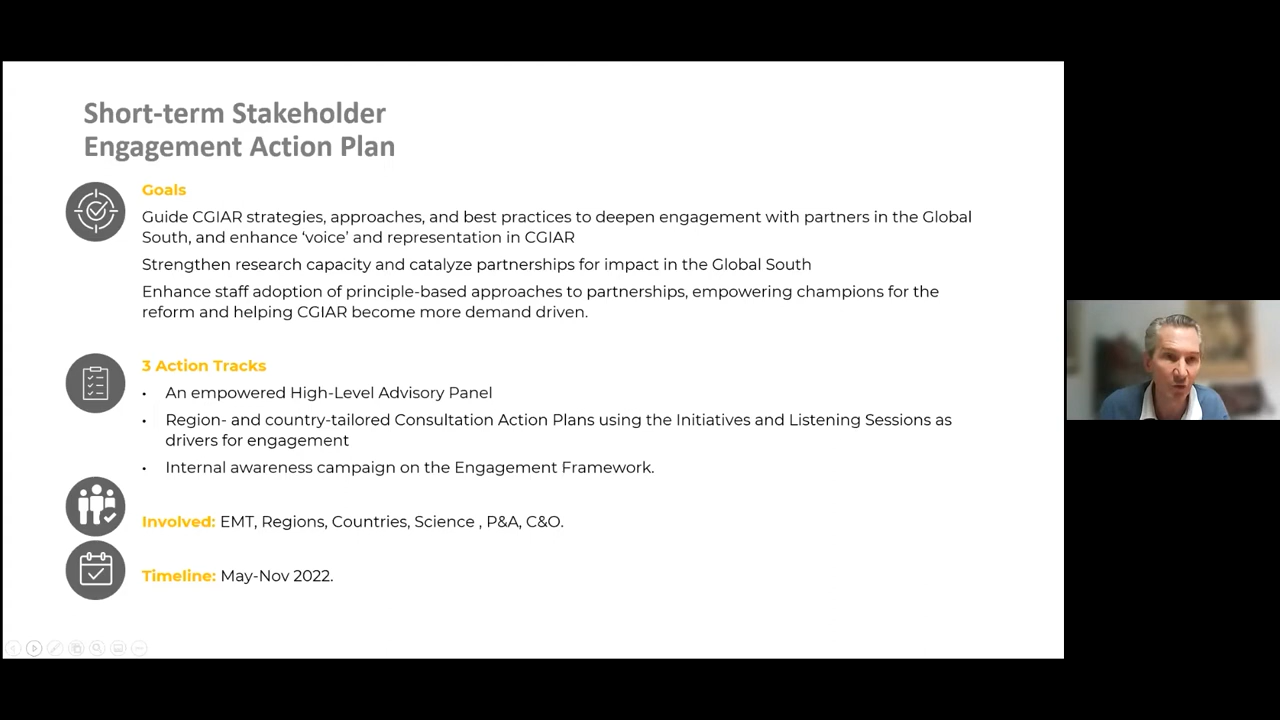 Short-term Stakeholder
Engagement Action Plan
Goals
Guide CGIAR strategies, approaches, and best practices to deepen engagement with partners in the Global
South, and enhance ‘voice’ and representation in CGIAR
Strengthen research capacity and catalyze partnerships for impact in the Global South
Enhance staff adoption of principle-based approaches to partnerships, empowering champions for the
reform and helping CGIAR become more demand driven.
3 Action Tracks
• An empowered High-Level Advisory Panel
• Region- and country-tailored Consultation Action Plans using the Initiatives and Listening Sessions as
drivers for engagement
• Internal awareness campaign on the Engagement Framework.
Involved: EMT, Regions, Countries, Science , P&A, C&O.
Timeline: May-Nov 2022.